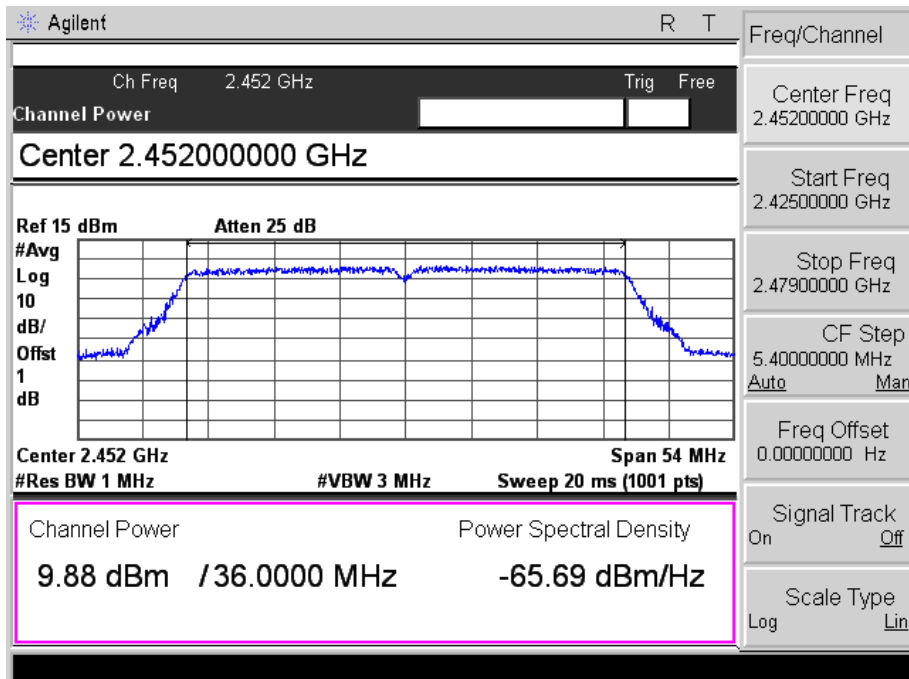 Agilent R T
Ch Freq 2.452 GHz Trig Free
Channel Power
Center 2.452000000 GHz
Ref 15 dBm Atten 25 dB
#Avg
Log
10
dB/
Offst
1
dB
Center 2.452 GHz Span 54 MHz
#Res BW 1 MHz #VBW 3 MHz Sweep 20 ms (1001 pts)
Channel Power Power Spectral Density
9.88 dBm / 36.0000 MHz -65.69 dBm/Hz
Freq/Channel
Center Freq
2.45200000 GHz
Start Freq
2.42500000 GHz
Stop Freq
2.47900000 GHz
CF Step
5.40000000 MHz
Auto Man
Freq Offset
0.00000000 Hz
Signal Track
On Off
Scale Type
Log Lin